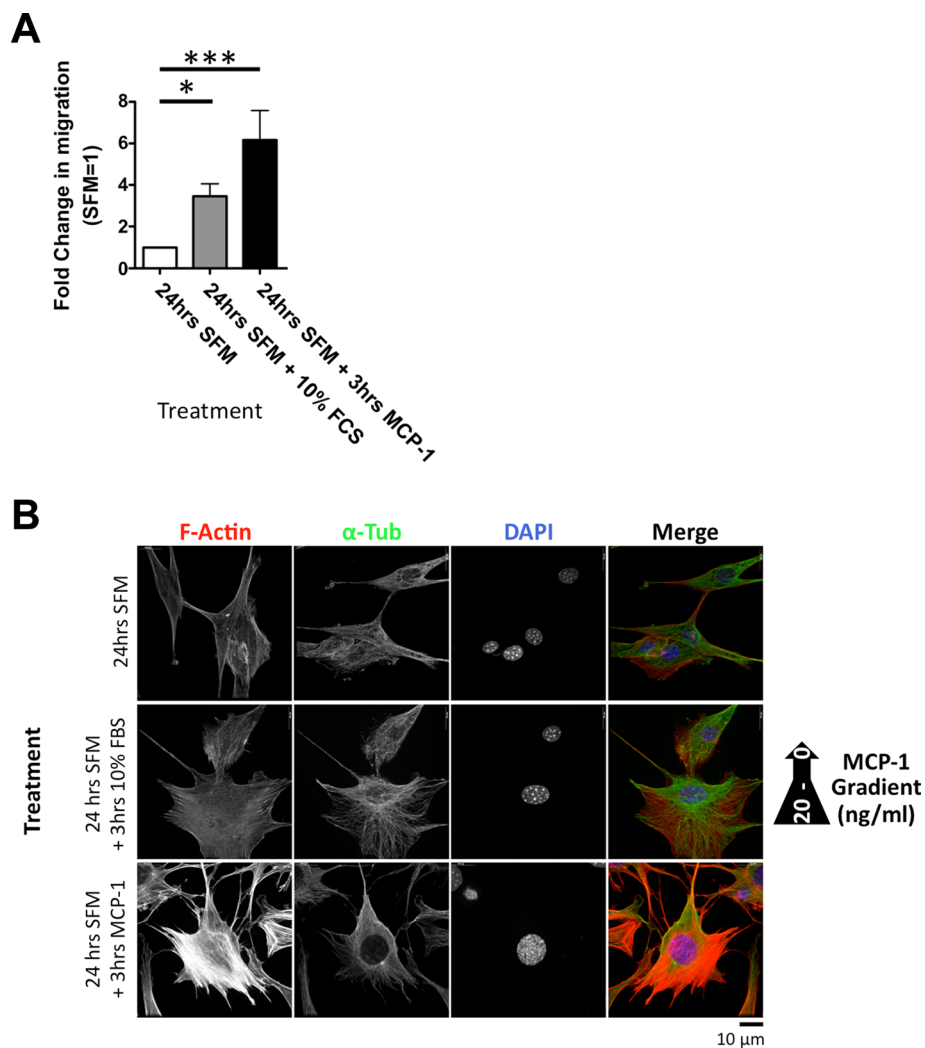 A
***
*
Fold Change in migration
(SFM=1)
8
6
4
2
0
24hrs SFM
24hrs SFM + 10% FCS
24hrs SFM + 3hrs MCP-1
Treatment
B
F-Actin
α-Tub
DAPI
Merge
Treatment
24hrs SFM
24 hrs SFM
+ 3hrs 10% FBS
24 hrs SFM
+ 3hrs MCP-1
20 - 0
MCP-1
Gradient
(ng/ml)
10 μm